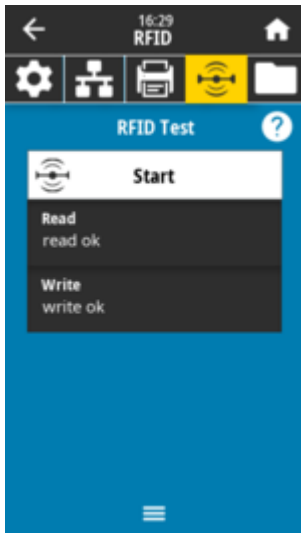 16:29
RFID
RFID Test
?
Start
Read
read ok
Write
write ok